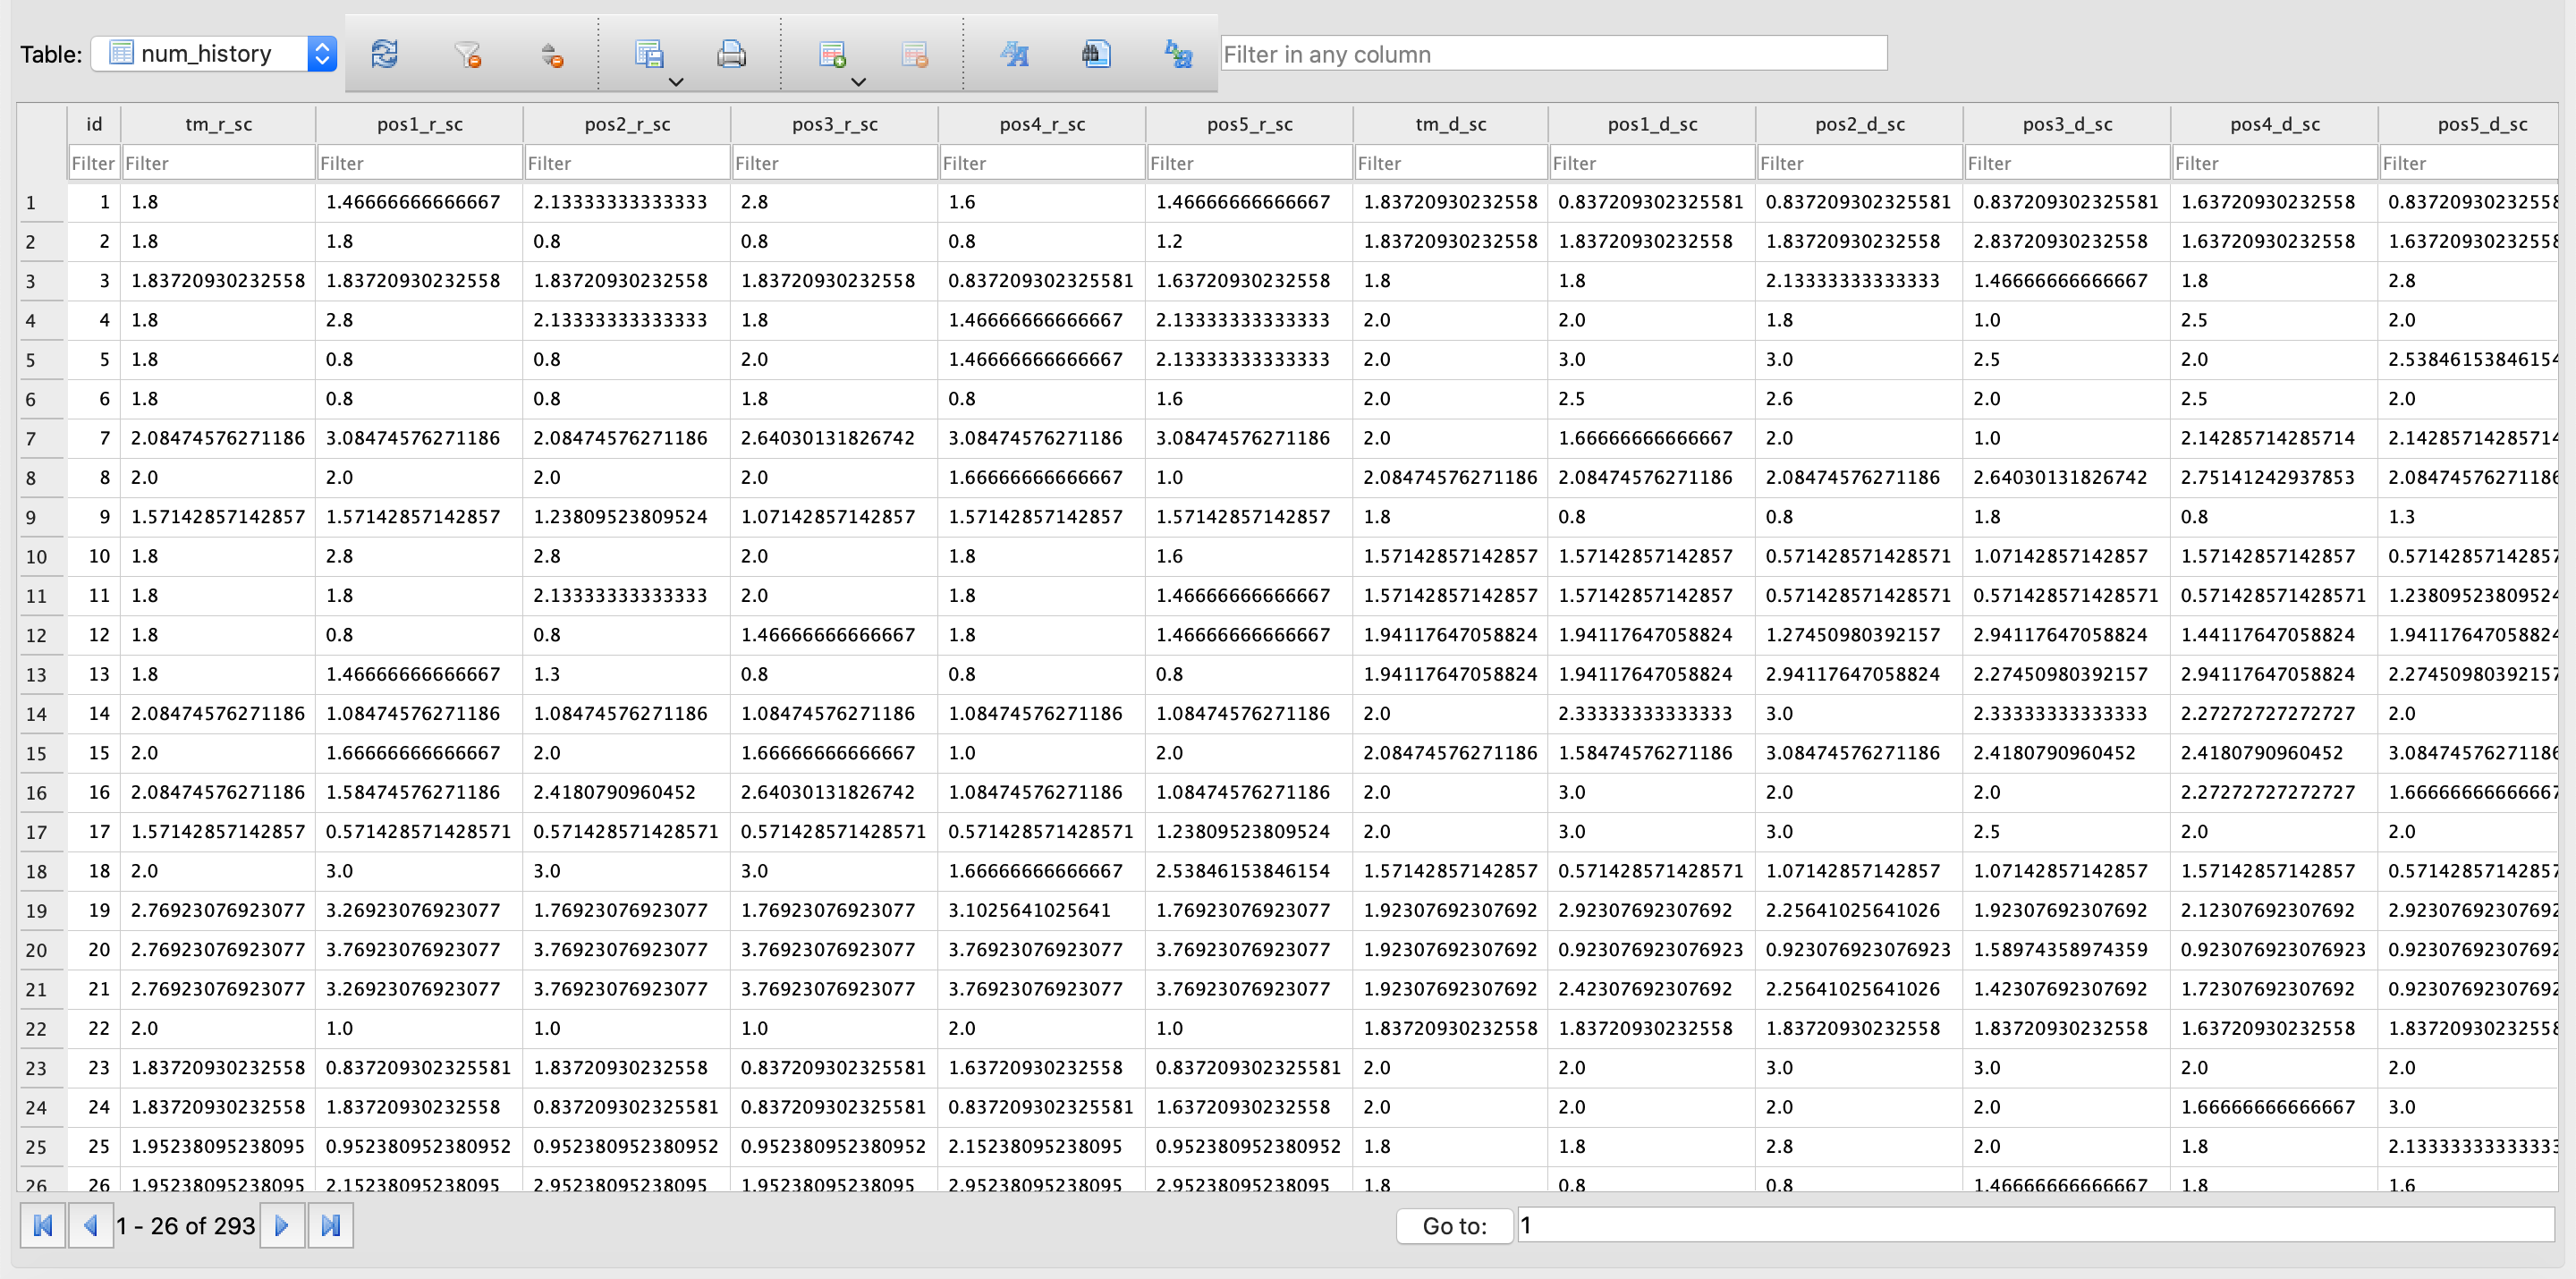 Table: num_history Filter in any column
id tm_r_sc pos1_r_sc pos2_r_sc pos3_r_sc pos4_r_sc pos5_r_sc tm_d_sc pos1_d_sc pos2_d_sc pos3_d_sc pos4_d_sc pos5_d_sc
Filter Filter Filter Filter Filter Filter Filter Filter Filter Filter Filter Filter Filter
1 1 1.8 1.46666666666667 2.13333333333333 2.8 1.6 1.46666666666667 1.83720930232558 0.837209302325581 0.837209302325581 0.837209302325581 1.63720930232558 0.837209302325558
2 2 1.8 1.8 0.8 0.8 0.8 1.2 1.83720930232558 1.83720930232558 1.83720930232558 2.83720930232558 1.63720930232558 1.63720930232558
3 3 1.83720930232558 1.83720930232558 1.83720930232558 1.83720930232558 0.837209302325581 1.63720930232558 1.8 1.8 2.13333333333333 1.46666666666667 1.8 2.8
4 4 1.8 2.8 2.13333333333333 1.8 1.46666666666667 2.13333333333333 2.0 2.0 1.8 1.0 2.5 2.0
5 5 1.8 0.8 0.8 2.0 1.46666666666667 2.13333333333333 2.0 3.0 3.0 2.5 2.0 2.53846153846154
6 6 1.8 0.8 0.8 1.8 0.8 1.6 2.0 2.5 2.6 2.0 2.5 2.0
7 7 2.08474576271186 3.08474576271186 2.08474576271186 2.64030131826742 3.08474576271186 3.08474576271186 2.0 1.66666666666667 2.0 1.0 2.14285714285714 2.14285714285714
8 8 2.0 2.0 2.0 2.0 1.66666666666667 1.0 2.08474576271186 2.08474576271186 2.08474576271186 2.64030131826742 2.75141242937853 2.08474576271186
9 9 1.57142857142857 1.57142857142857 1.23809523809524 1.07142857142857 1.57142857142857 1.57142857142857 1.8 0.8 0.8 1.8 0.8 1.3
10 10 1.8 2.8 2.8 2.0 1.8 1.6 1.57142857142857 1.57142857142857 0.571428571428571 1.07142857142857 1.57142857142857 0.57142857142857
11 11 1.8 1.8 2.13333333333333 2.0 1.8 1.46666666666667 1.57142857142857 1.57142857142857 0.571428571428571 0.571428571428571 0.571428571428571 1.23809523809524
12 12 1.8 0.8 0.8 1.46666666666667 1.8 1.46666666666667 1.94117647058824 1.94117647058824 1.27450980392157 2.94117647058824 1.44117647058824 1.94117647058824
13 13 1.8 1.46666666666667 1.3 0.8 0.8 0.8 1.94117647058824 1.94117647058824 2.94117647058824 2.27450980392157 2.94117647058824 2.27450980392157
14 14 2.08474576271186 1.08474576271186 1.08474576271186 1.08474576271186 1.08474576271186 1.08474576271186 2.0 2.33333333333333 3.0 2.33333333333333 2.27272727272727 2.0
15 15 2.0 1.66666666666667 2.0 1.66666666666667 1.0 2.0 2.08474576271186 1.58474576271186 3.08474576271186 2.4180790960452 2.4180790960452 3.08474576271186
16 16 2.08474576271186 1.58474576271186 2.4180790960452 2.64030131826742 1.08474576271186 1.08474576271186 2.0 3.0 2.0 2.0 2.27272727272727 1.66666666666667
17 17 1.57142857142857 0.571428571428571 0.571428571428571 0.571428571428571 0.571428571428571 1.23809523809524 2.0 3.0 3.0 2.5 2.0 2.0
18 18 2.0 3.0 3.0 3.0 1.66666666666667 2.53846153846154 1.57142857142857 0.571428571428571 1.07142857142857 1.07142857142857 1.57142857142857 0.57142857142857
19 19 2.76923076923077 3.26923076923077 1.76923076923077 1.76923076923077 3.1025641025641 1.76923076923077 1.92307692307692 2.92307692307692 2.25641025641026 1.92307692307692 2.12307692307692 2.92307692307692
20 20 2.76923076923077 3.76923076923077 3.76923076923077 3.76923076923077 3.76923076923077 3.76923076923077 1.92307692307692 0.923076923076923 0.923076923076923 1.58974358974359 0.923076923076923 0.92307692307692
21 21 2.76923076923077 3.26923076923077 3.76923076923077 3.76923076923077 3.76923076923077 3.76923076923077 1.92307692307692 2.42307692307692 2.25641025641026 1.42307692307692 1.72307692307692 0.92307692307692
22 22 2.0 1.0 1.0 1.0 2.0 1.0 1.83720930232558 1.83720930232558 1.83720930232558 1.83720930232558 1.63720930232558 1.83720930232558
23 23 1.83720930232558 0.837209302325581 1.83720930232558 0.837209302325581 1.63720930232558 0.837209302325581 2.0 2.0 3.0 3.0 2.0 2.0
24 24 1.83720930232558 1.83720930232558 0.837209302325581 0.837209302325581 0.837209302325581 1.63720930232558 2.0 2.0 2.0 2.0 1.66666666666667 3.0
25 25 1.95238095238095 0.952380952380952 0.952380952380952 0.952380952380952 2.15238095238095 0.952380952380952 1.8 1.8 2.8 2.0 1.8 2.13333333333333
26 26 1.95238095238095 2.15238095238095 2.95238095238095 1.95238095238095 2.95238095238095 2.95238095238095 1.8 0.8 0.8 1.46666666666667 1.8 1.6
1 - 26 of 293 Go to: 1